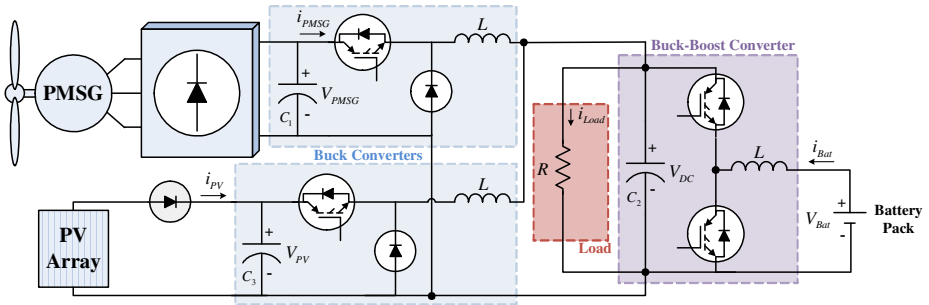 PMSG
i_PMSG
+
V_PMSG
C_1
-
L
Buck Converters
PV
Array
i_PV
+
V_PV
C_3
-
L
R
i_Load
Load
Buck-Boost Converter
+
V_DC
C_2
-
L
i_Bat
V_Bat
+
-
Battery
Pack